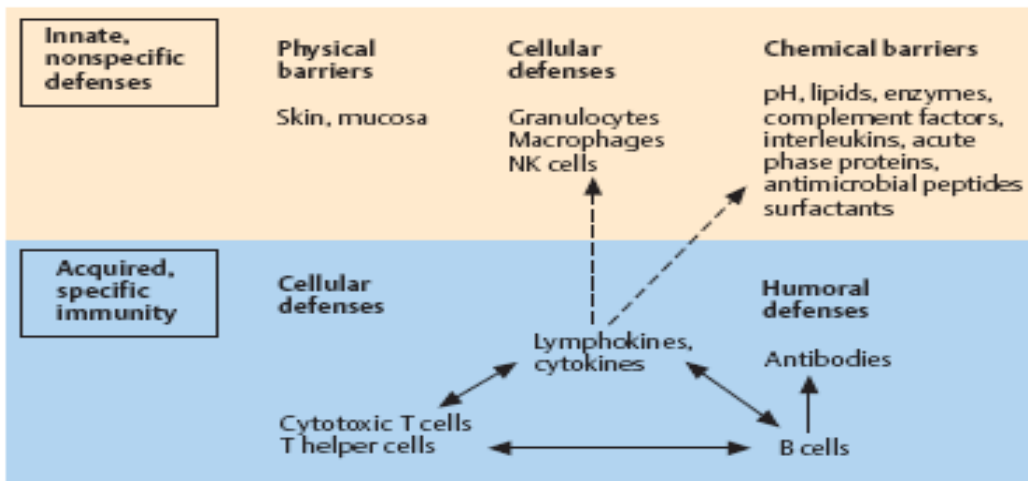 Innate,
nonspecific
defenses
Physical
barriers
Skin, mucosa
Cellular
defenses
Granulocytes
Macrophages
NK cells
Chemical barriers
pH, lipids, enzymes,
complement factors,
interleukins, acute
phase proteins,
antimicrobial peptides
surfactants
Acquired,
specific
immunity
Cellular
defenses
Lymphokines,
cytokines
Cytotoxic T cells
T helper cells
Humoral
defenses
Antibodies
B cells